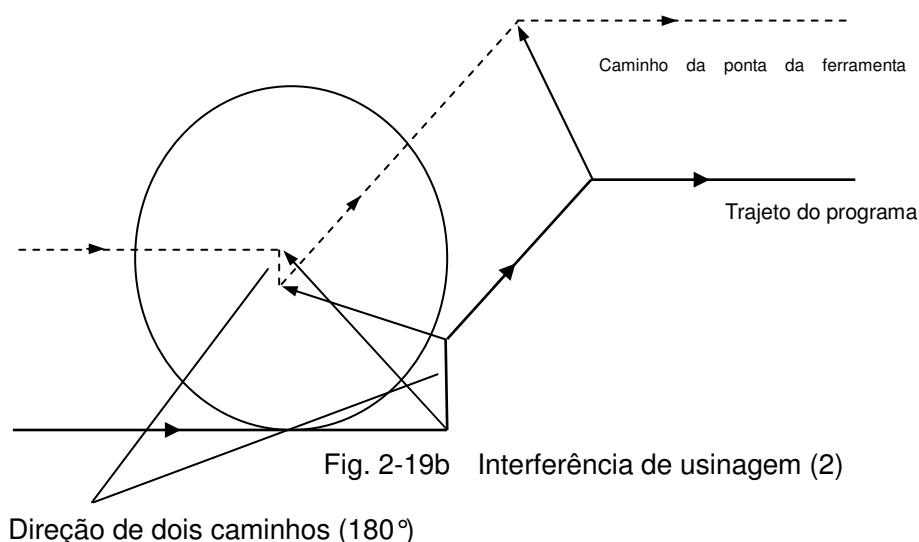 Caminho da ponta da ferramenta
Trajeto do programa
Fig. 2-19b Interferência de usinagem (2)
Direção de dois caminhos (180°)